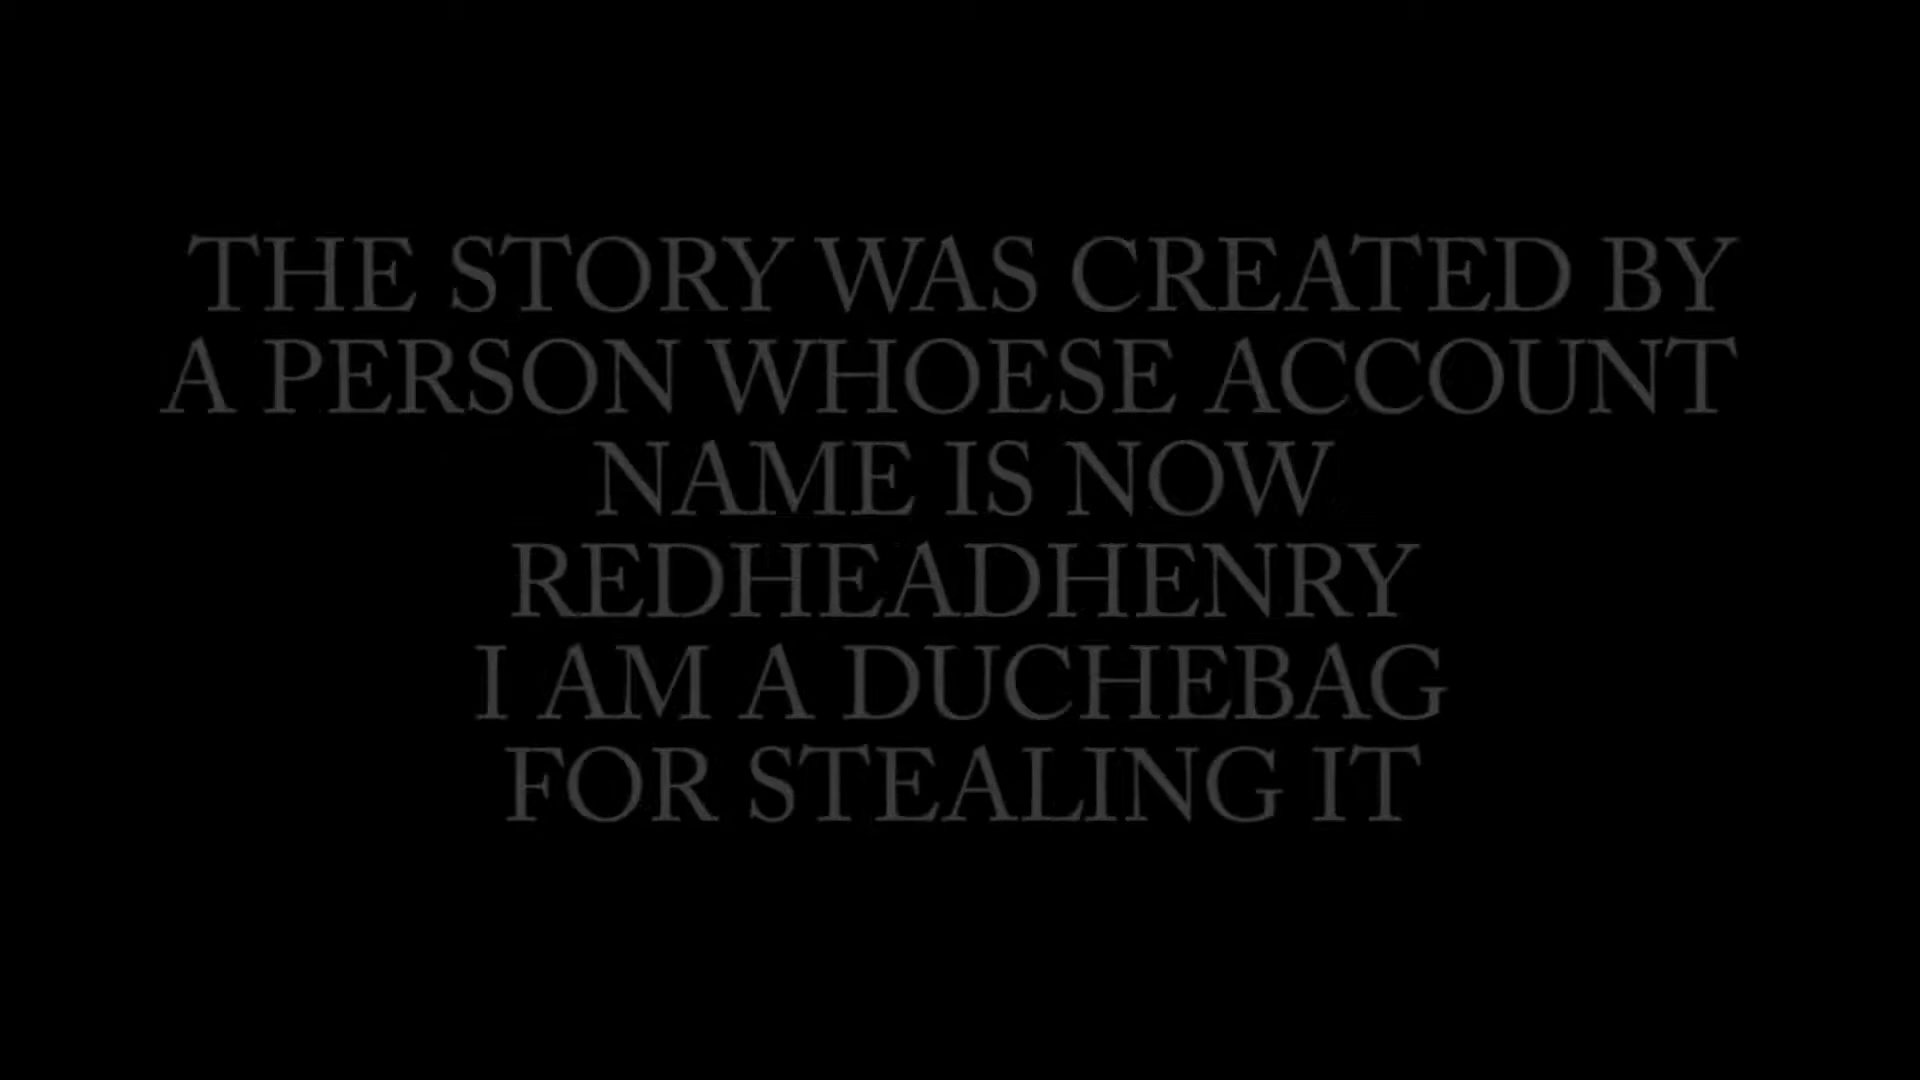 THE STORY WAS CREATED BY
A PERSON WHOESE ACCOUNT
NAME IS NOW
REDHEADHENRY
I AM A DUCHEBAG
FOR STEALING IT